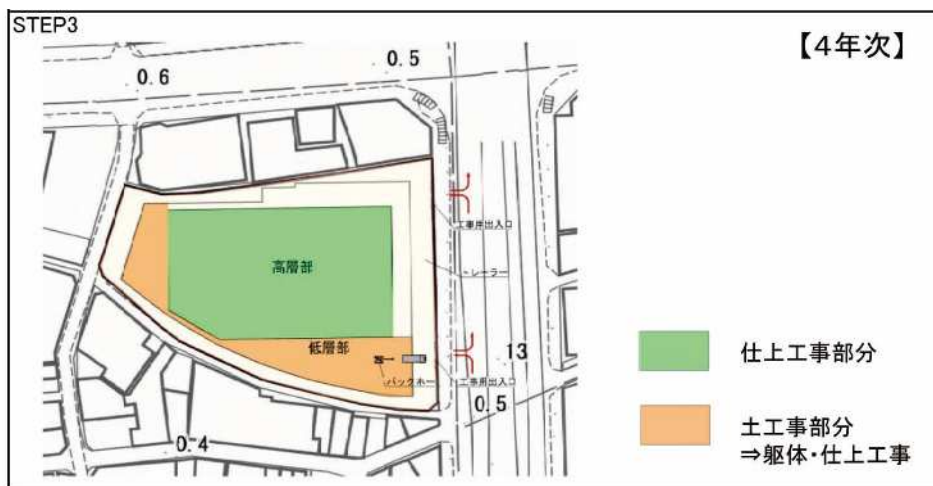 STEP3
【4年次】
0.5
0.6
工事用出入口
高層部
トレーラー
低層部
13
バックホー
工事用出入口
0.5
0.4
仕上工事部分
土工事部分
⇒躯体・仕上工事